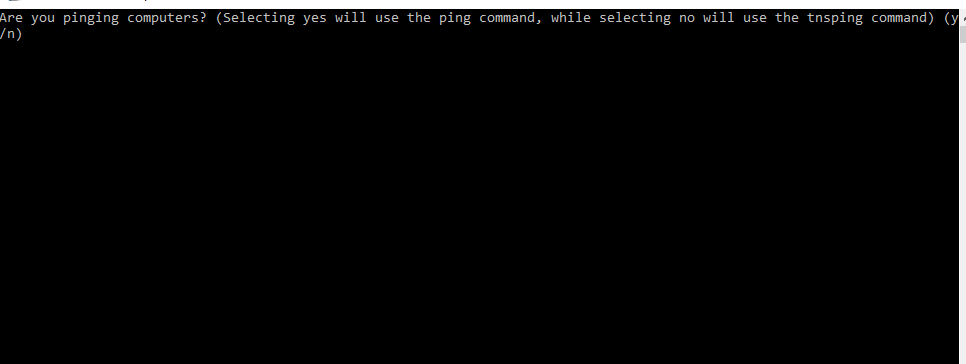 Are you pinging computers? (Selecting yes will use the ping command, while selecting no will use the tnsping command) (y
/n)